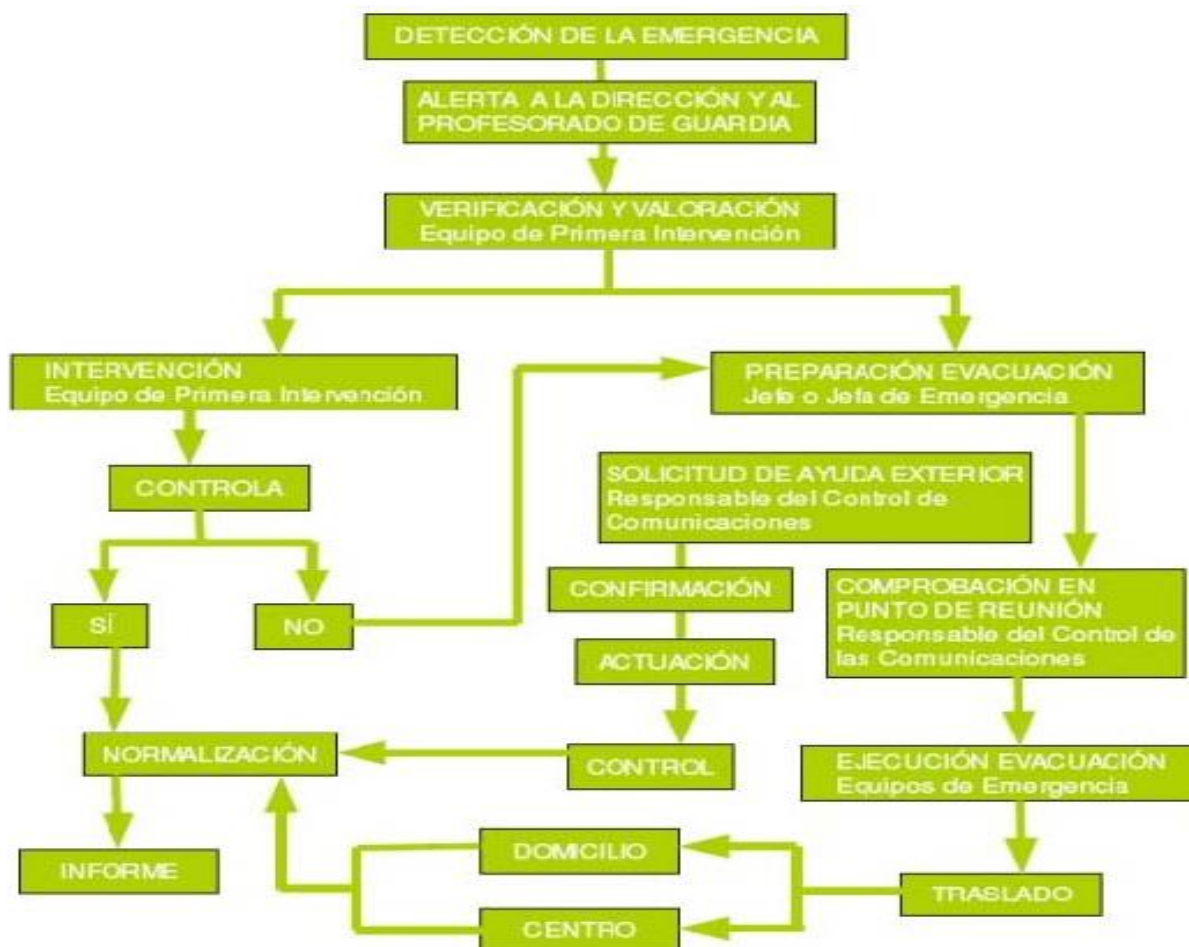 DETECCIÓN DE LA EMERGENCIA
ALERTA A LA DIRECCIÓN Y AL
PROFESORADO DE GUARDIA
VERIFICACIÓN Y VALORACIÓN
Equipo de Primera Intervención
INTERVENCIÓN
Equipo de Primera Intervención
PREPARACIÓN EVACUACIÓN
Jefe o Jefa de Emergencia
CONTROLA
SOLICITUD DE AYUDA EXTERIOR
Responsable del Control de
Comunicaciones
SÍ
NO
CONFIRMACIÓN
COMPROBACIÓN EN
PUNTO DE REUNIÓN
Responsable del Control de
las Comunicaciones
ACTUACIÓN
NORMALIZACIÓN
CONTROL
EJECUCIÓN EVACUACIÓN
Equipos de Emergencia
INFORME
DOMICILIO
CENTRO
TRASLADO